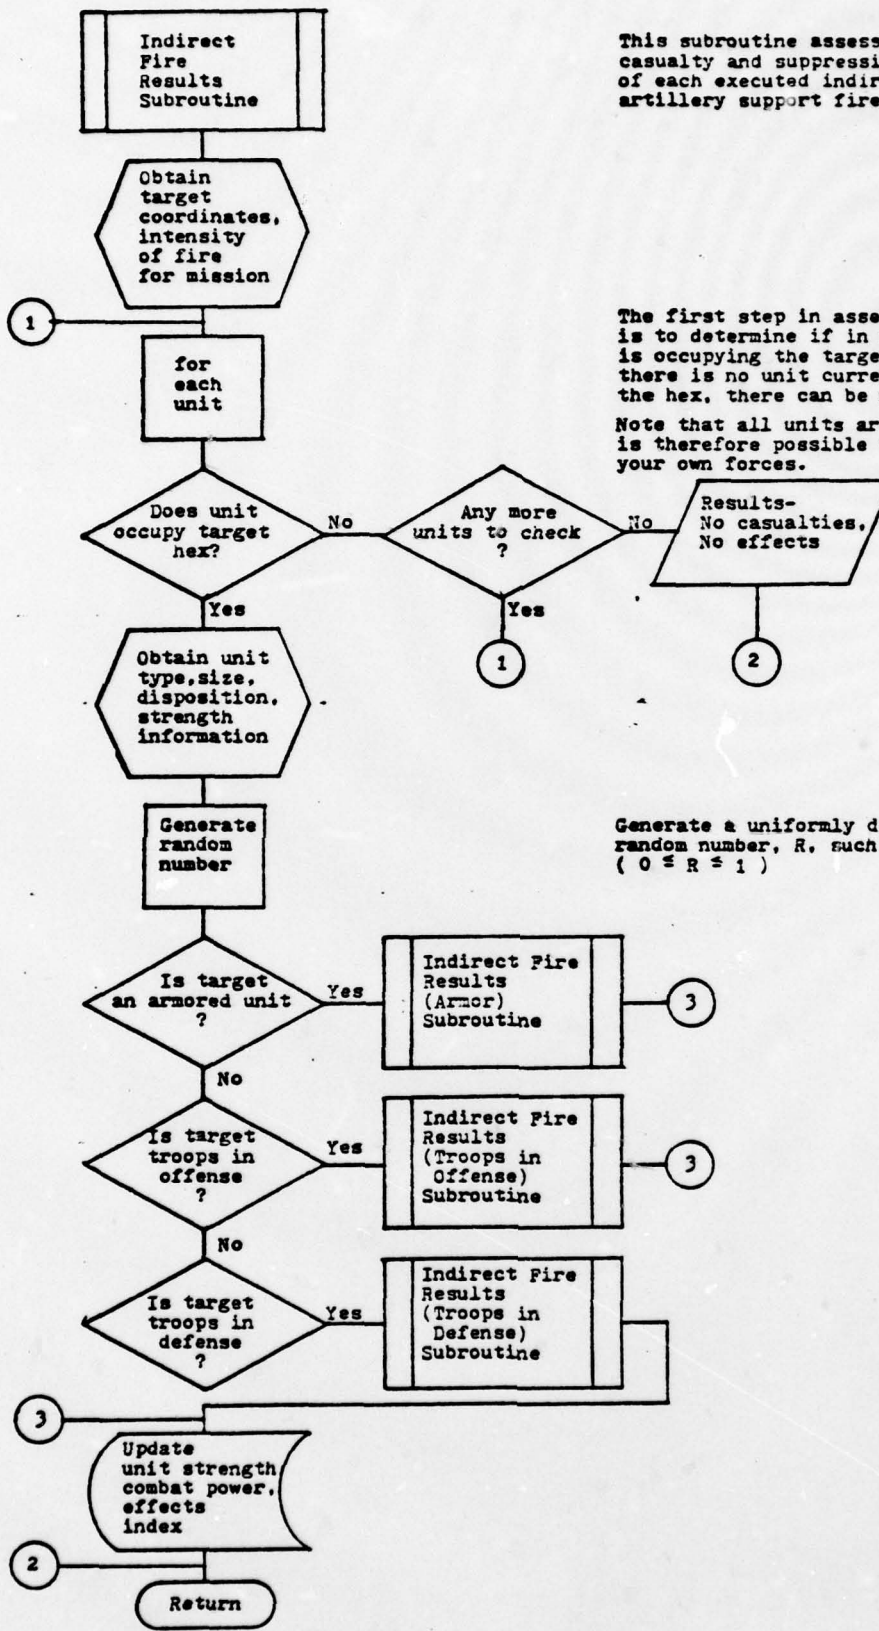 Indirect
Fire
Results
Subroutine
This subroutine assess
casualty and suppressi
of each executed indir
artillery support fire
Obtain
target
coordinates,
intensity
of fire
for mission
1
for
each
unit
The first step in asse
is to determine if in
is occupying the targe
there is no unit curre
the hex, there can be
Note that all units ar
is therefore possible
your own forces.
Does unit
occupy target
hex?
No
Any more
units to check
?
No
Results-
No casualties,
No effects
Yes
Yes
1
2
Obtain unit
type,size,
disposition,
strength
information
Generate
random
number
Generate a uniformly d
random number, R, such
( 0 ≤ R ≤ 1 )
Is target
an armored unit
?
Yes
Indirect Fire
Results
(Armor)
Subroutine
3
No
Is target
troops in
offense
?
Yes
Indirect Fire
Results
(Troops in
Offense)
Subroutine
3
No
Is target
troops in
defense
?
Yes
Indirect Fire
Results
(Troops in
Defense)
Subroutine
3
Update
unit strength
combat power,
effects
index
2
Return